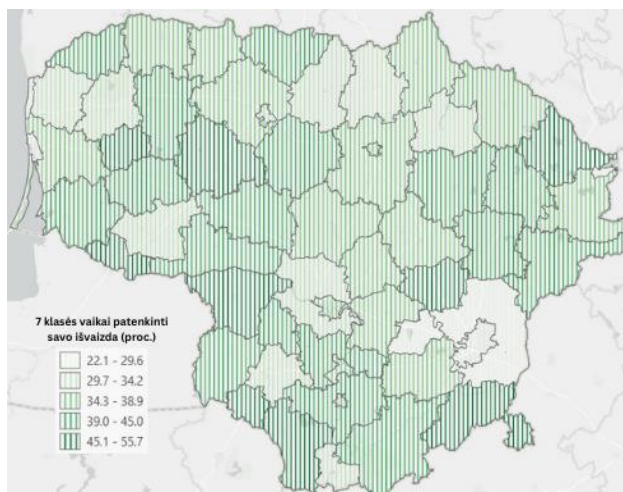 7 klasės vaikai patenkinti
savo išvaizda (proc.)
22.1 - 29.6
29.7 - 34.2
34.3 - 38.9
39.0 - 45.0
45.1 - 55.7